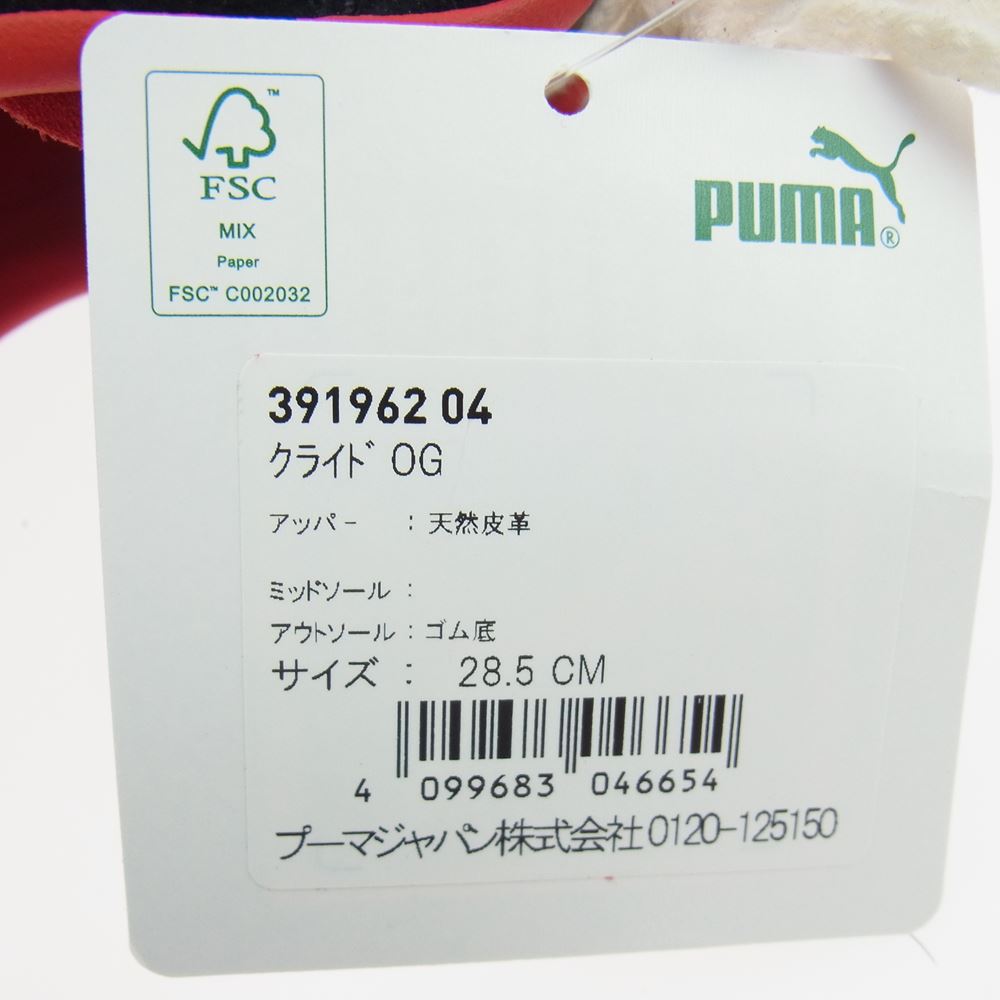 FSC™
MIX
Paper
FSC™ C002032
PUMA®
391962 04
クライド OG
アッパー : 天然皮革
ミッドソール :
アウトソール : ゴム底
サイズ : 28.5 CM
4 099683 046654
プーマジャパン株式会社 0120-125150